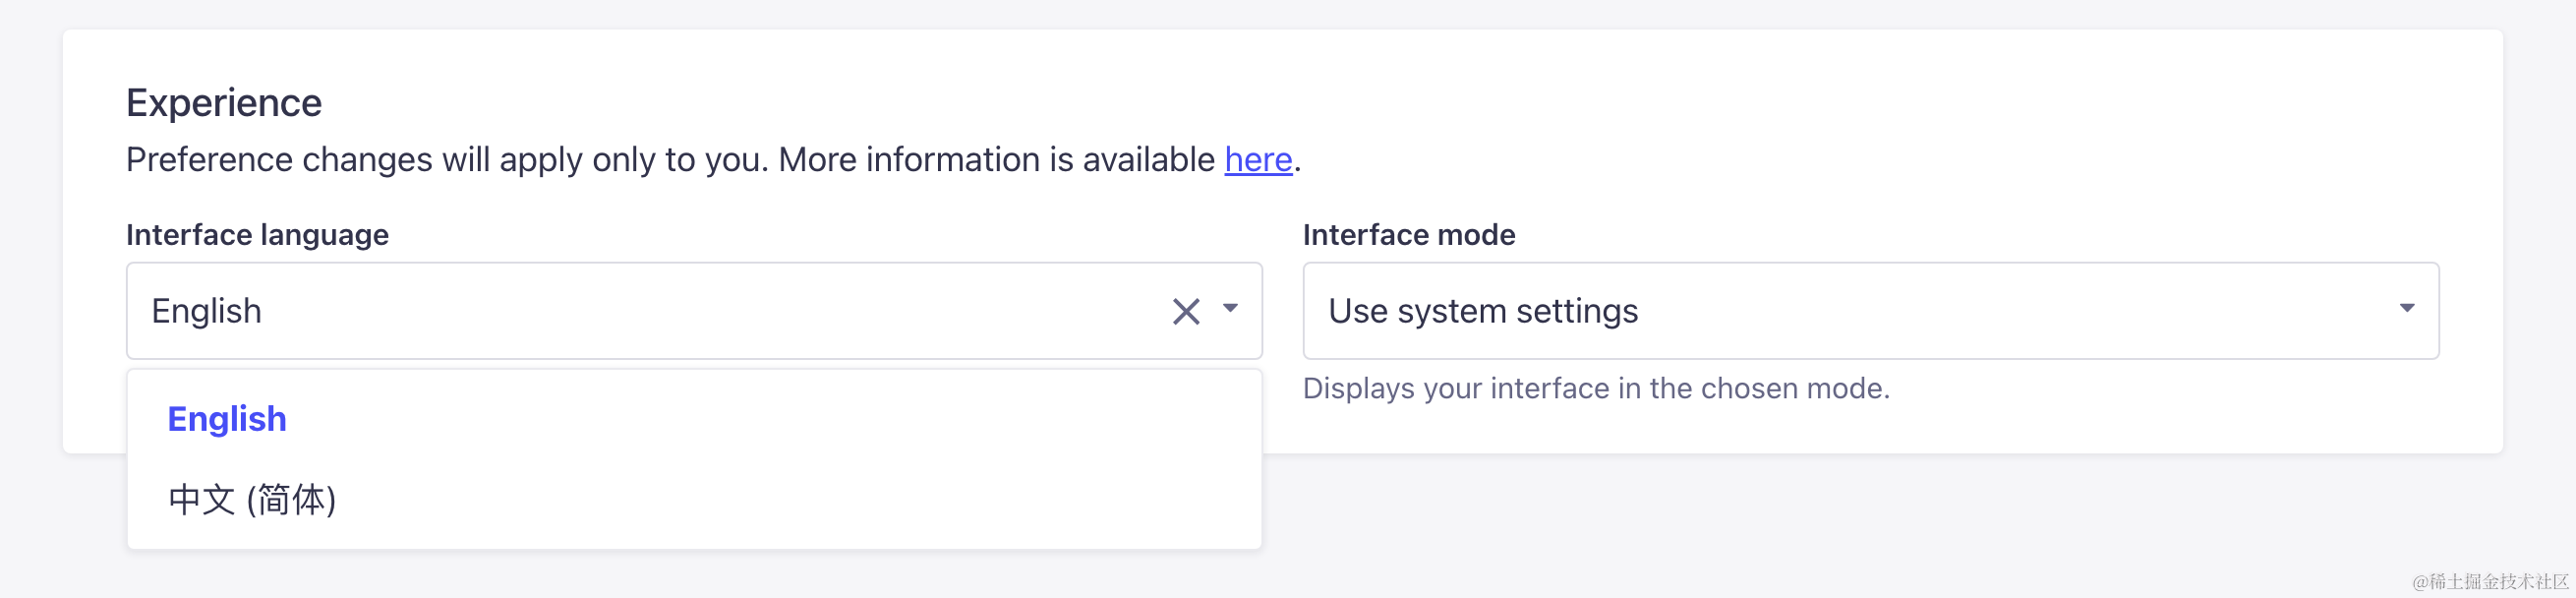 Experience
Preference changes will apply only to you. More information is available here.
Interface language
English
English
中文 (简体)
Interface mode
Use system settings
Displays your interface in the chosen mode.
@稀土掘金技术社区